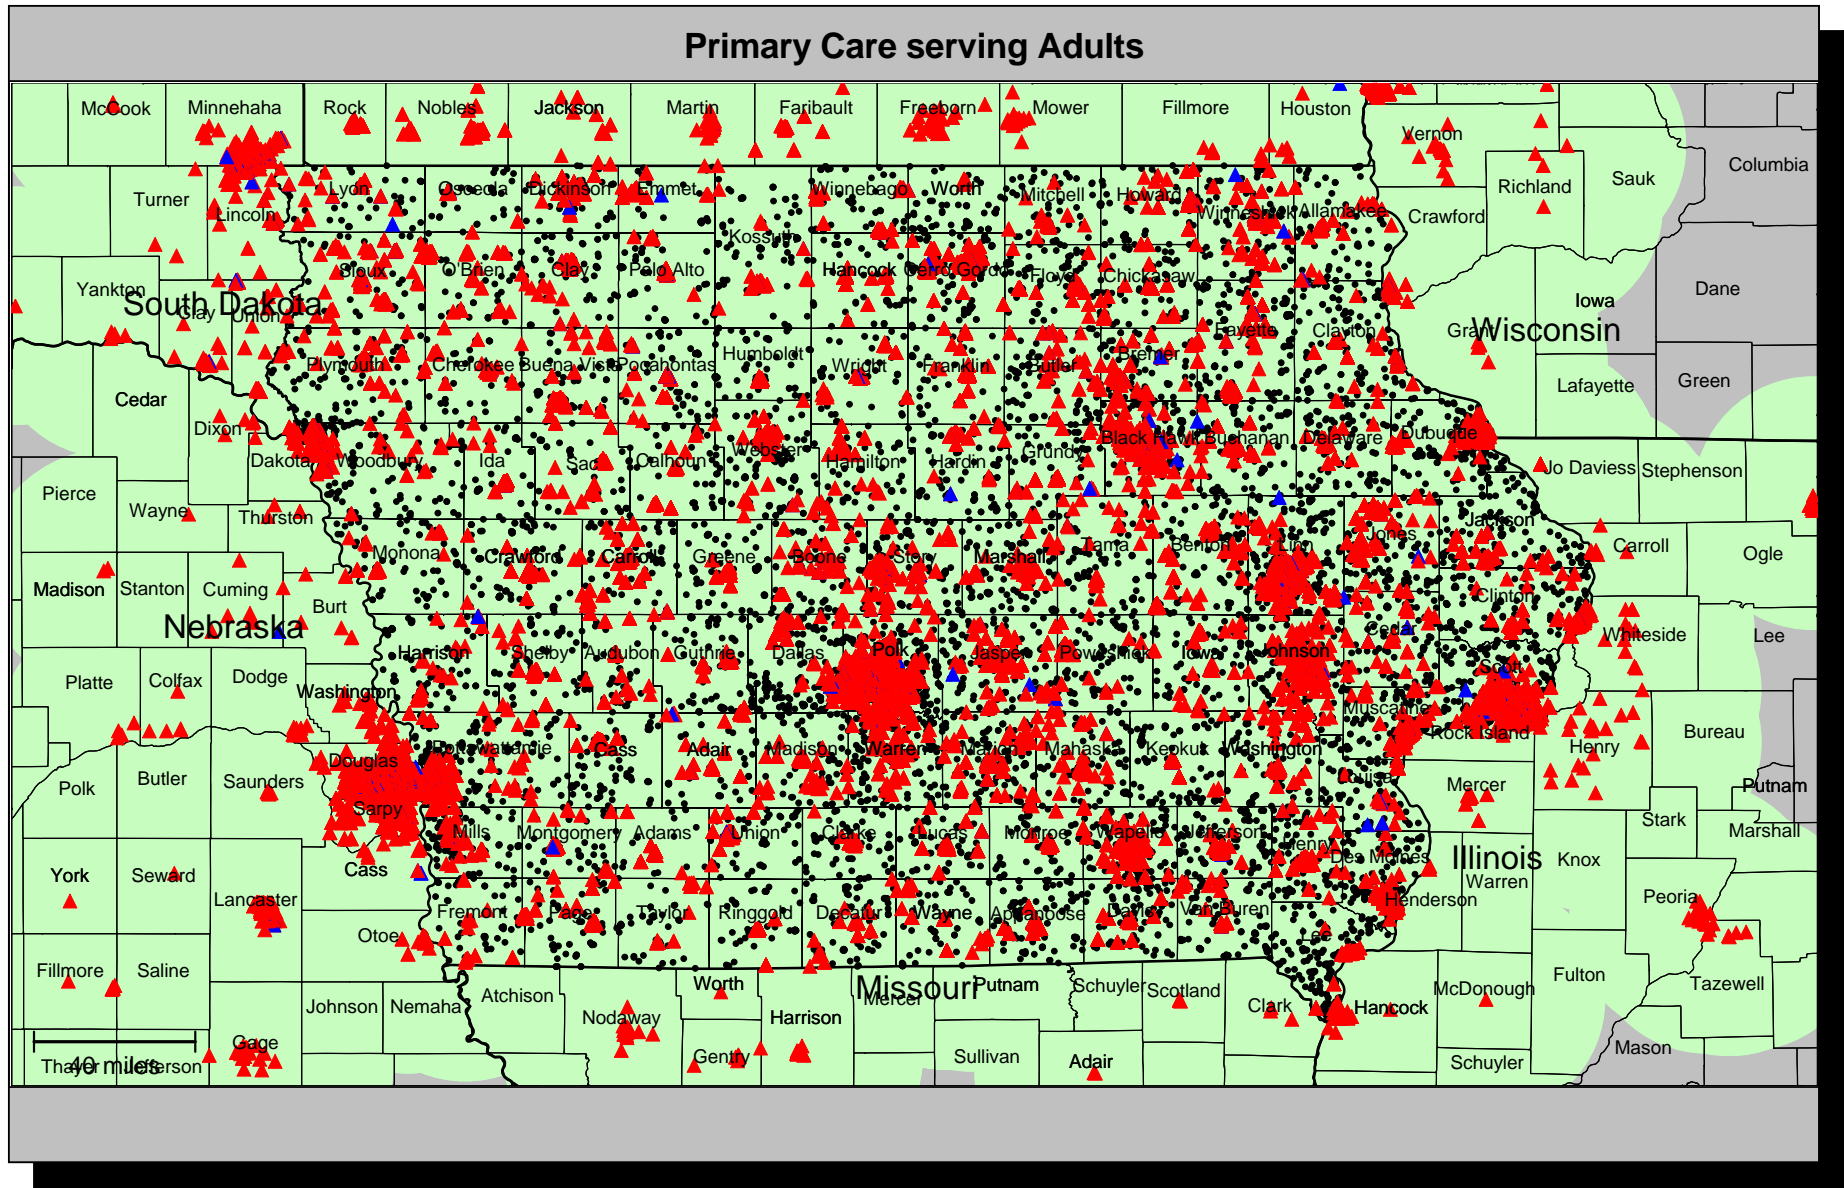 Primary Care serving Adults
McCook
Minnehaha
Rock
Nobles
Jackson
Martin
Faribault
Freeborn
Mower
Fillmore
Houston
Vernon
Columbia
Richland
Sauk
Turner
Lincoln
Lyon
Osceola
Dickinson
Emmet
Winnebago
Worth
Mitchell
Howard
Winneshiek
Allamakee
Crawford
Kossuth
Yankton
South Dakota
Clay
Union
Sioux
O'Brien
Clay
Palo Alto
Hancock
Cerro Gordo
Floyd
Chickasaw
Iowa
Dane
Grant
Wisconsin
Fayette
Clayton
Plymouth
Cherokee
Buena Vista
Pocahontas
Humboldt
Wright
Franklin
Butler
Bremer
Lafayette
Green
Cedar
Dixon
Dakota
Woodbury
Ida
Sac
Calhoun
Webster
Hamilton
Hardin
Grundy
Black Hawk
Buchanan
Delaware
Dubuque
Jo Daviess
Stephenson
Pierce
Wayne
Thurston
Monona
Crawford
Carroll
Greene
Boone
Story
Marshall
Tama
Benton
Linn
Jones
Jackson
Carroll
Ogle
Madison
Stanton
Cuming
Burt
Clinton
Nebraska
Harrison
Shelby
Audubon
Guthrie
Dallas
Polk
Jasper
Poweshiek
Iowa
Johnson
Cedar
Scott
Whiteside
Lee
Platte
Colfax
Dodge
Washington
Muscatine
Rock Island
Henry
Bureau
Douglas
Pottawattamie
Cass
Adair
Madison
Warren
Marion
Mahaska
Keokuk
Washington
Louisa
Mercer
Putnam
Polk
Butler
Saunders
Sarpy
Mills
Montgomery
Adams
Union
Clarke
Lucas
Monroe
Wapello
Jefferson
Henry
Des Moines
Stark
Marshall
Illinois
Knox
Warren
York
Seward
Cass
Lancaster
Henderson
Peoria
Otoe
Fremont
Page
Taylor
Ringgold
Decatur
Wayne
Appanoose
Davis
Van Buren
Lee
Fillmore
Saline
Johnson
Nemaha
Atchison
Worth
Missouri
Mercer
Putnam
Schuyler
Scotland
Clark
Hancock
McDonough
Fulton
Tazewell
Nodaway
Harrison
Gage
Gentry
Sullivan
Adair
Schuyler
Mason
Thayer
40 miles
Jefferson